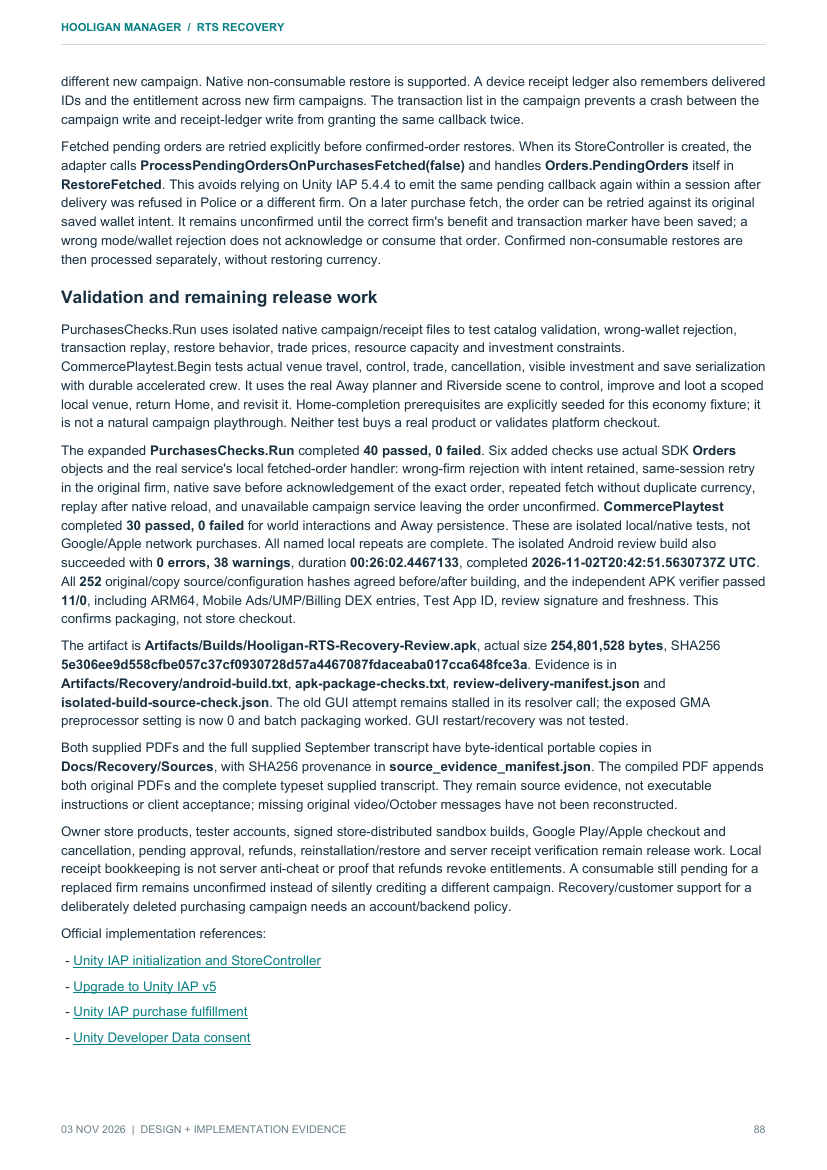 HOOLIGAN MANAGER / RTS RECOVERY
different new campaign. Native non-consumable restore is supported. A device receipt ledger also remembers delivered
IDs and the entitlement across new firm campaigns. The transaction list in the campaign prevents a crash between the
campaign write and receipt-ledger write from granting the same callback twice.
Fetched pending orders are retried explicitly before confirmed-order restores. When its StoreController is created, the
adapter calls ProcessPendingOrdersOnPurchasesFetched(false) and handles Orders.PendingOrders itself in
RestoreFetched. This avoids relying on Unity IAP 5.4.4 to emit the same pending callback again within a session after
delivery was refused in Police or a different firm. On a later purchase fetch, the order can be retried against its original
saved wallet intent. It remains unconfirmed until the correct firm's benefit and transaction marker have been saved; a
wrong mode/wallet rejection does not acknowledge or consume that order. Confirmed non-consumable restores are
then processed separately, without restoring currency.
Validation and remaining release work
PurchasesChecks.Run uses isolated native campaign/receipt files to test catalog validation, wrong-wallet rejection,
transaction replay, restore behavior, trade prices, resource capacity and investment constraints.
CommercePlaytest.Begin tests actual venue travel, control, trade, cancellation, visible investment and save serialization
with durable accelerated crew. It uses the real Away planner and Riverside scene to control, improve and loot a scoped
local venue, return Home, and revisit it. Home-completion prerequisites are explicitly seeded for this economy fixture; it
is not a natural campaign playthrough. Neither test buys a real product or validates platform checkout.
The expanded PurchasesChecks.Run completed 40 passed, 0 failed. Six added checks use actual SDK Orders
objects and the real service's local fetched-order handler: wrong-firm rejection with intent retained, same-session retry
in the original firm, native save before acknowledgement of the exact order, repeated fetch without duplicate currency,
replay after native reload, and unavailable campaign service leaving the order unconfirmed. CommercePlaytest
completed 30 passed, 0 failed for world interactions and Away persistence. These are isolated local/native tests, not
Google/Apple network purchases. All named local repeats are complete. The isolated Android review build also
succeeded with 0 errors, 38 warnings, duration 00:26:02.4467133, completed 2026-11-02T20:42:51.5630737Z UTC.
All 252 original/copy source/configuration hashes agreed before/after building, and the independent APK verifier passed
11/0, including ARM64, Mobile Ads/UMP/Billing DEX entries, Test App ID, review signature and freshness. This
confirms packaging, not store checkout.
The artifact is Artifacts/Builds/Hooligan-RTS-Recovery-Review.apk, actual size 254,801,528 bytes, SHA256
5e306ee9d558cfbe057c37cf0930728d57a4467087fdaceaba017cca648fce3a. Evidence is in
Artifacts/Recovery/android-build.txt, apk-package-checks.txt, review-delivery-manifest.json and
isolated-build-source-check.json. The old GUI attempt remains stalled in its resolver call; the exposed GMA
preprocessor setting is now 0 and batch packaging worked. GUI restart/recovery was not tested.
Both supplied PDFs and the full supplied September transcript have byte-identical portable copies in
Docs/Recovery/Sources, with SHA256 provenance in source_evidence_manifest.json. The compiled PDF appends
both original PDFs and the complete typeset supplied transcript. They remain source evidence, not executable
instructions or client acceptance; missing original video/October messages have not been reconstructed.
Owner store products, tester accounts, signed store-distributed sandbox builds, Google Play/Apple checkout and
cancellation, pending approval, refunds, reinstallation/restore and server receipt verification remain release work. Local
receipt bookkeeping is not server anti-cheat or proof that refunds revoke entitlements. A consumable still pending for a
replaced firm remains unconfirmed instead of silently crediting a different campaign. Recovery/customer support for a
deliberately deleted purchasing campaign needs an account/backend policy.
Official implementation references:
- Unity IAP initialization and StoreController
- Upgrade to Unity IAP v5
- Unity IAP purchase fulfillment
- Unity Developer Data consent
03 NOV 2026 | DESIGN + IMPLEMENTATION EVIDENCE
88